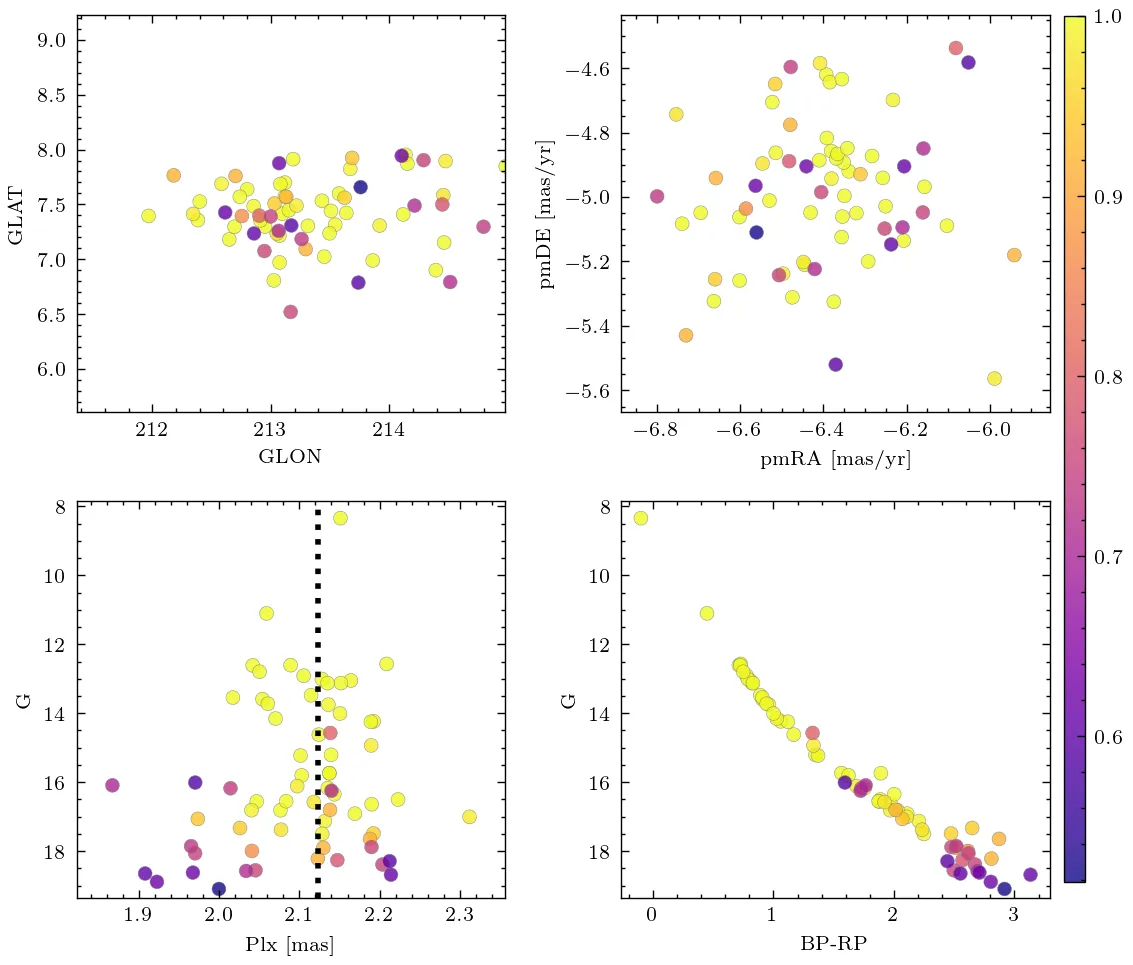 9.0
8.5
8.0
7.5
7.0
6.5
6.0
GLAT
212 213 214
GLON
−4.6
−4.8
−5.0
−5.2
−5.4
−5.6
pmDE [mas/yr]
−6.8 −6.6 −6.4 −6.2 −6.0
pmRA [mas/yr]
1.0
0.9
0.8
0.7
0.6
8
10
12
14
16
18
G
1.9 2.0 2.1 2.2 2.3
Plx [mas]
8
10
12
14
16
18
G
0 1 2 3
BP-RP